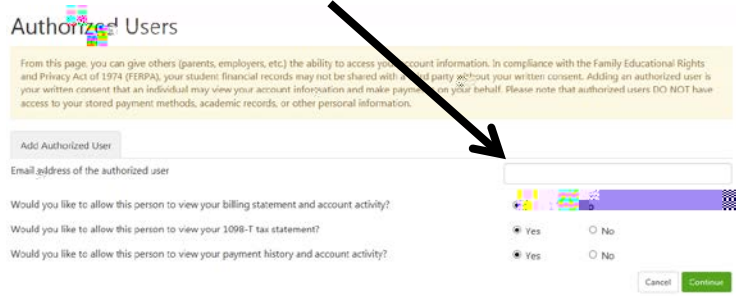 Authorized Users
From this page, you can give others (parents, employers, etc.) the ability to access your account information. In compliance with the Family Educational Rights
and Privacy Act of 1974 (FERPA), your student financial records may not be shared with a third party without your written consent. Adding an authorized user is
your written consent that an individual may view your account information and make payments on your behalf. Please note that authorized users DO NOT have
access to your stored payment methods, academic records, or other personal information.
Add Authorized User
Email address of the authorized user
Would you like to allow this person to view your billing statement and account activity?
Would you like to allow this person to view your 1098-T tax statement? Yes No
Would you like to allow this person to view your payment history and account activity? Yes No
Cancel Continue